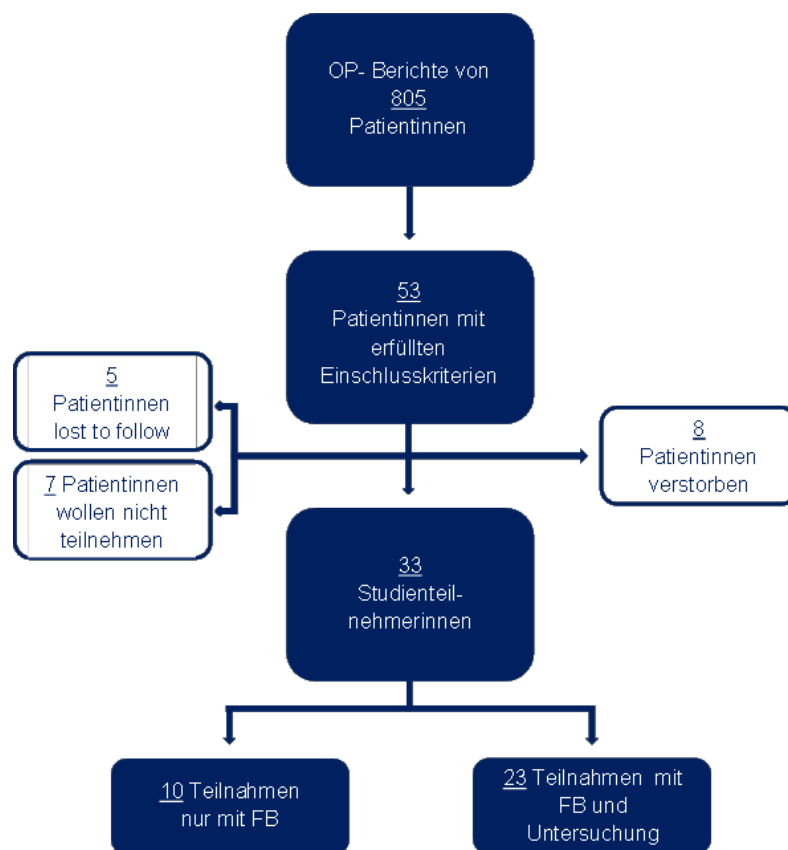 OP- Berichte von
805
Patientinnen
53
Patientinnen mit
erfüllten
Einschlusskriterien
5
Patientinnen
lost to follow
7 Patientinnen
wollen nicht
teilnehmen
8
Patientinnen
verstorben
33
Studienteil-
nehmerinnen
10 Teilnahmen
nur mit FB
23 Teilnahmen mit
FB und
Untersuchung